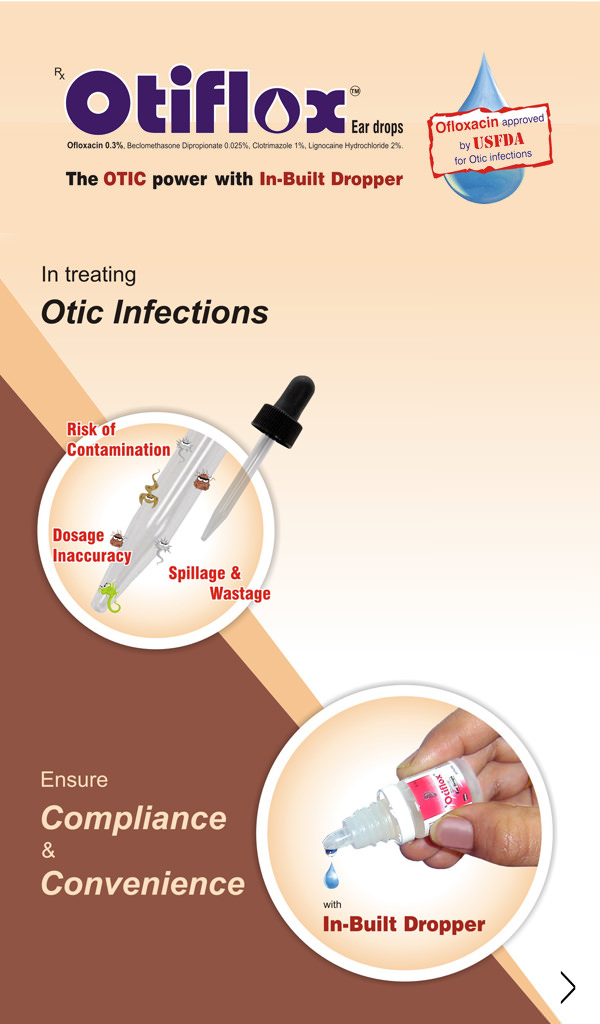 Rx
Otiflox™
Ear drops
Ofloxacin 0.3%, Beclomethasone Dipropionate 0.025%, Clotrimazole 1%, Lignocaine Hydrochloride 2%.
The OTIC power with In-Built Dropper
Ofloxacin approved
by USFDA
for Otic infections
In treating
Otic Infections
Risk of
Contamination
Dosage
Inaccuracy
Spillage &
Wastage
Ensure
Compliance
&
Convenience
Otiflox
with
In-Built Dropper